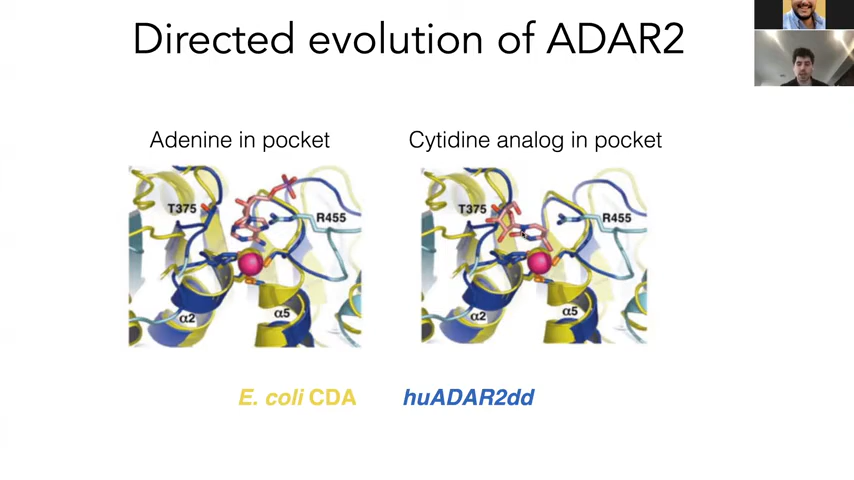 Directed evolution of ADAR2
Adenine in pocket
Cytidine analog in pocket
T375
R455
α2
α5
T375
R455
α2
α5
E. coli CDA
huADAR2dd